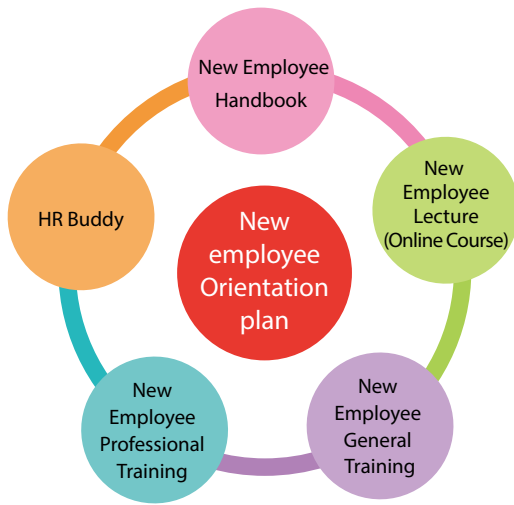 New Employee
Handbook
New
Employee
Lecture
(Online Course)
New
Employee
General
Training
New
Employee
Professional
Training
HR Buddy
New
employee
Orientation
plan